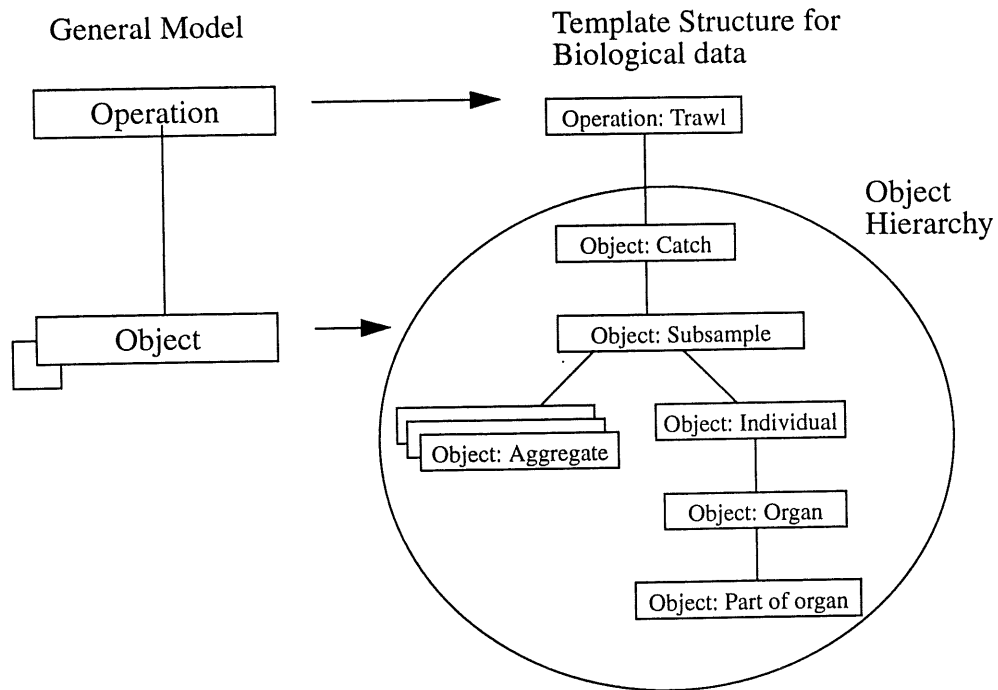 General Model
Template Structure for
Biological data
Operation
Operation: Trawl
Object
Hierarchy
Object: Catch
Object
Object: Subsample
Object: Aggregate
Object: Individual
Object: Organ
Object: Part of organ